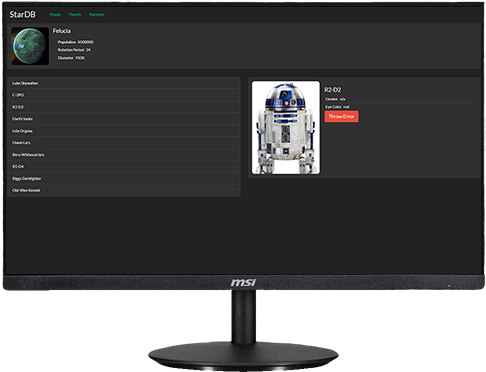 StarDB People Planets Starships
Felucia
Population 8500000
Rotation Period 34
Diameter 9100
Luke Skywalker
C-3PO
R2-D2
Darth Vader
Leia Organa
Owen Lars
Beru Whitesun lars
R5-D4
Biggs Darklighter
Obi-Wan Kenobi
R2-D2
Gender n/a
Eye Color red
Throw Error
msi